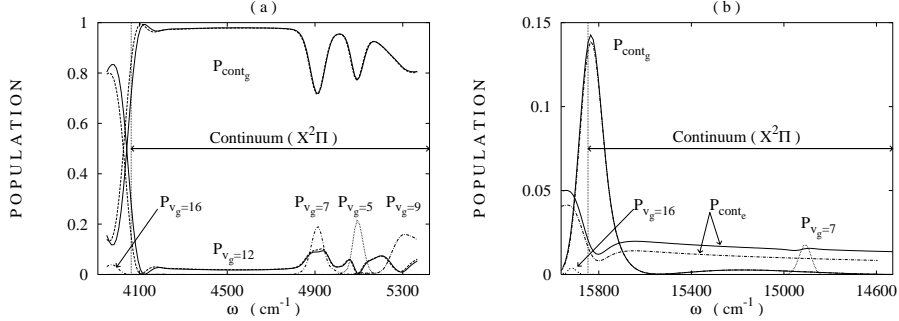 ( a )
1
0.8
0.6
0.4
0.2
0
POPULATION
P_cont_g
Continuum ( X²Π )
P_v_g=16
P_v_g=12
P_v_g=7
P_v_g=5
P_v_g=9
4100
4500
4900
5300
ω ( cm⁻¹ )
( b )
0.15
0.10
0.05
0
POPULATION
P_cont_g
Continuum ( X²Π )
P_v_g=16
P_cont_e
P_v_g=7
15800
15400
15000
14600
ω ( cm⁻¹ )